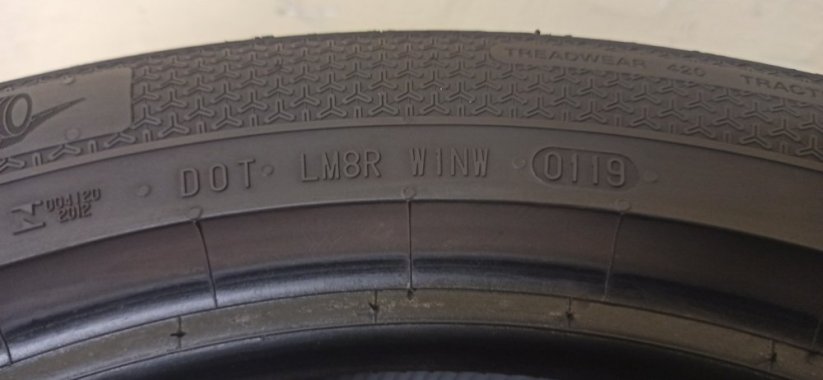 TREADWEAR 420 TRACT
DOT LM8R W1NW 0119
004120
2012